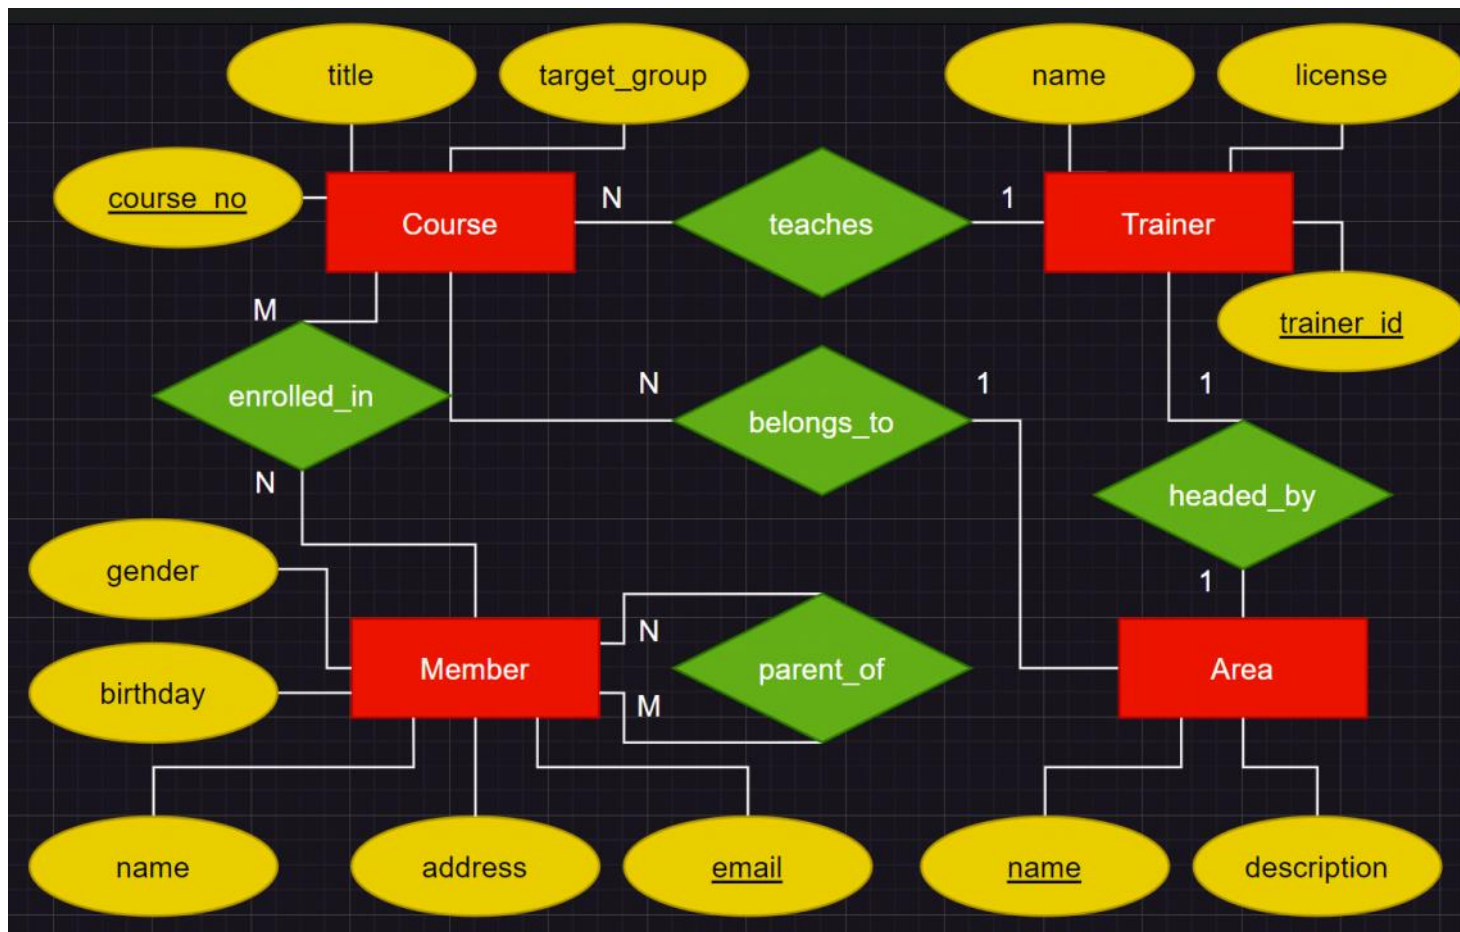 title
target_group
name
license
course_no
Course
N
teaches
1
Trainer
M
trainer_id
enrolled_in
N
belongs_to
1
1
N
headed_by
gender
1
N
Member
parent_of
Area
birthday
M
name
address
email
name
description